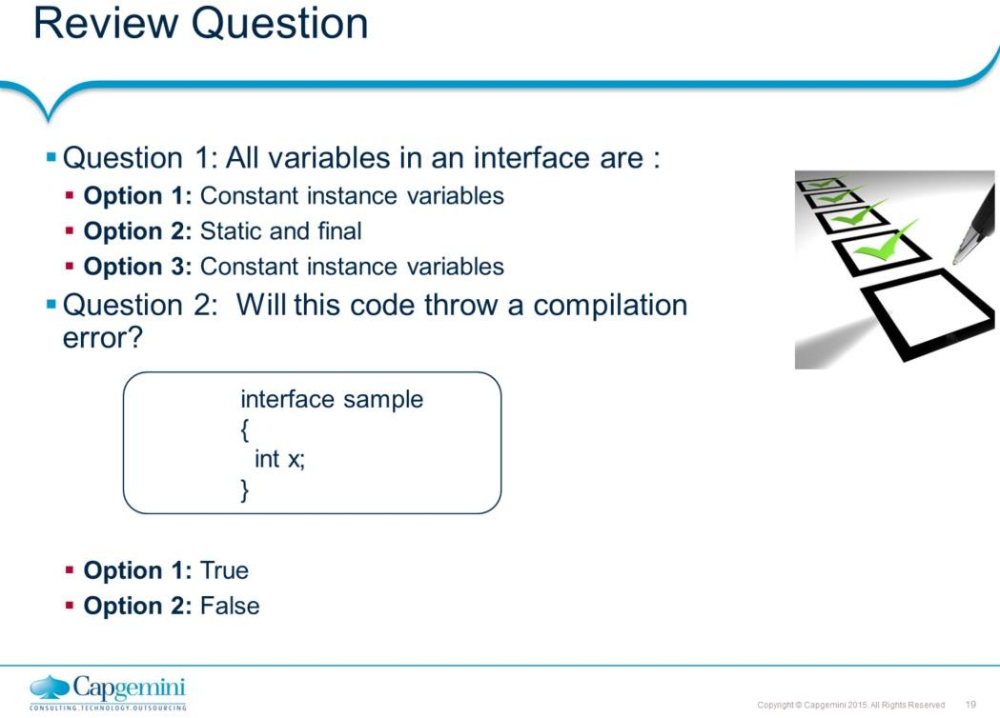 Review Question
Question 1: All variables in an interface are :
Option 1: Constant instance variables
Option 2: Static and final
Option 3: Constant instance variables
Question 2:  Will this code throw a compilation
error?
interface sample
{
int x;
}
Option 1: True
Option 2: False
Capgemini
CONSULTING.TECHNOLOGY.OUTSOURCING
Copyright © Capgemini 2015. All Rights Reserved 19